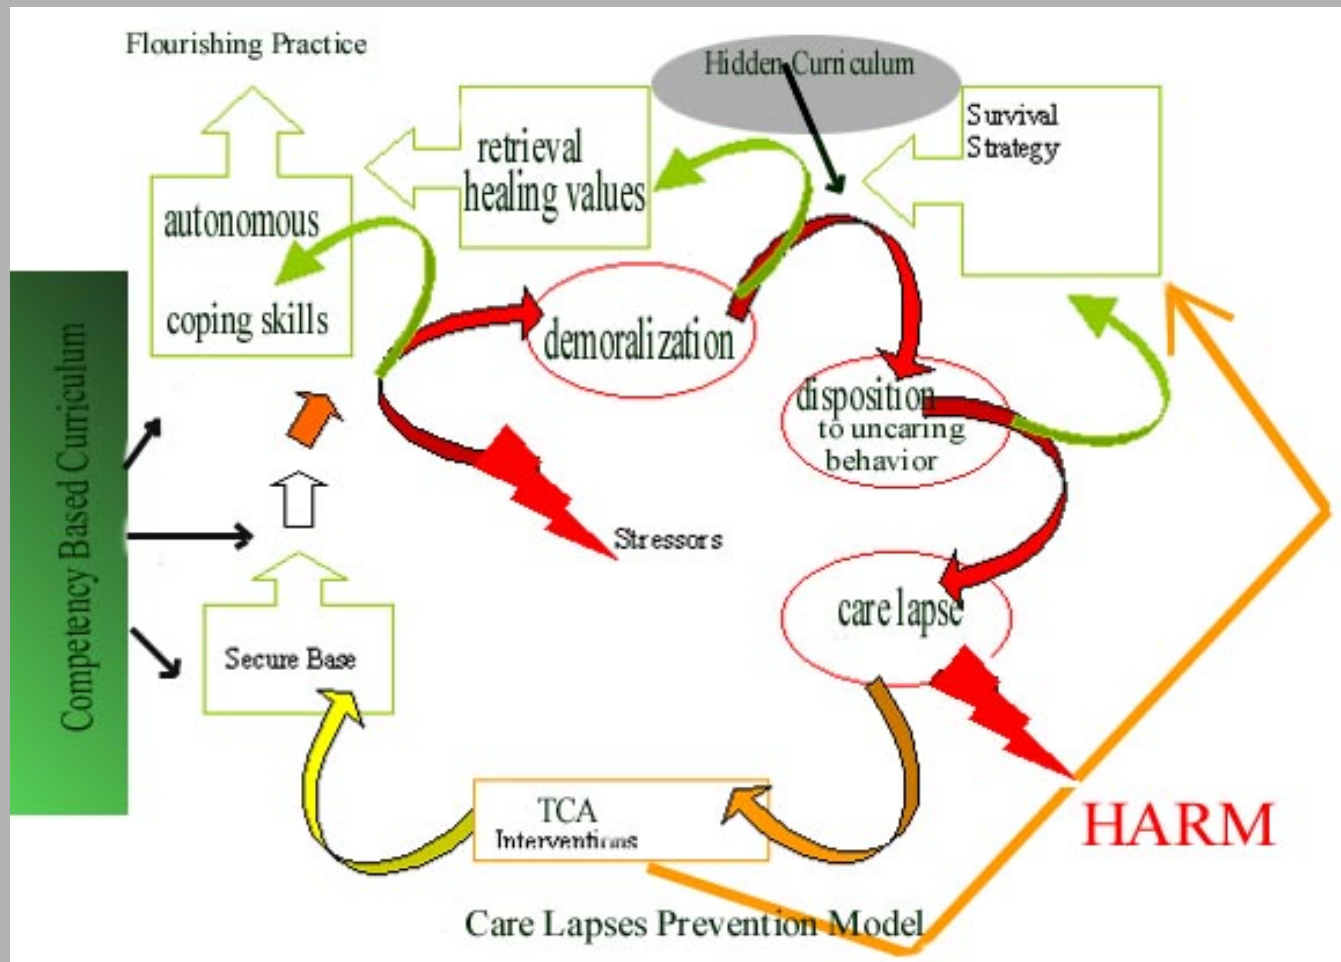 Flourishing Practice
Hidden Curriculum
Survival
Strategy
retrieval
healing values
autonomous
coping skills
demoralization
disposition
to uncaring
behavior
Competency Based Curriculum
Stressors
care lapse
Secure Base
TCA
Interventions
HARM
Care Lapses Prevention Model